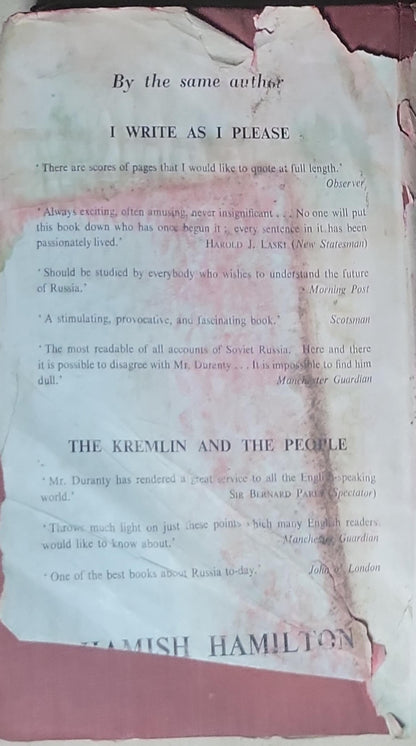 By the same author
I WRITE AS I PLEASE
‘There are scores of pages that I would like to quote at full length.’
Observer
‘Always exciting, often amusing, never insignificant . . . No one will put
this book down who has once begun it ; every sentence in it has been
passionately lived.’ HAROLD J. LASKI (New Statesman)
‘Should be studied by everybody who wishes to understand the future
of Russia.’ Morning Post
‘A stimulating, provocative, and fascinating book.’ Scotsman
‘The most readable of all accounts of Soviet Russia. Here and there
it is possible to disagree with Mr. Duranty . . . It is impossible to find him
dull.’ Manchester Guardian
THE KREMLIN AND THE PEOPLE
‘Mr. Duranty has rendered a great service to all the English-speaking
world.’ SIR BERNARD PARES (Spectator)
‘Throws much light on just these points which many English readers
would like to know about.’ Manchester Guardian
‘One of the best books about Russia to-day.’ John o’ London
HAMISH HAMILTON